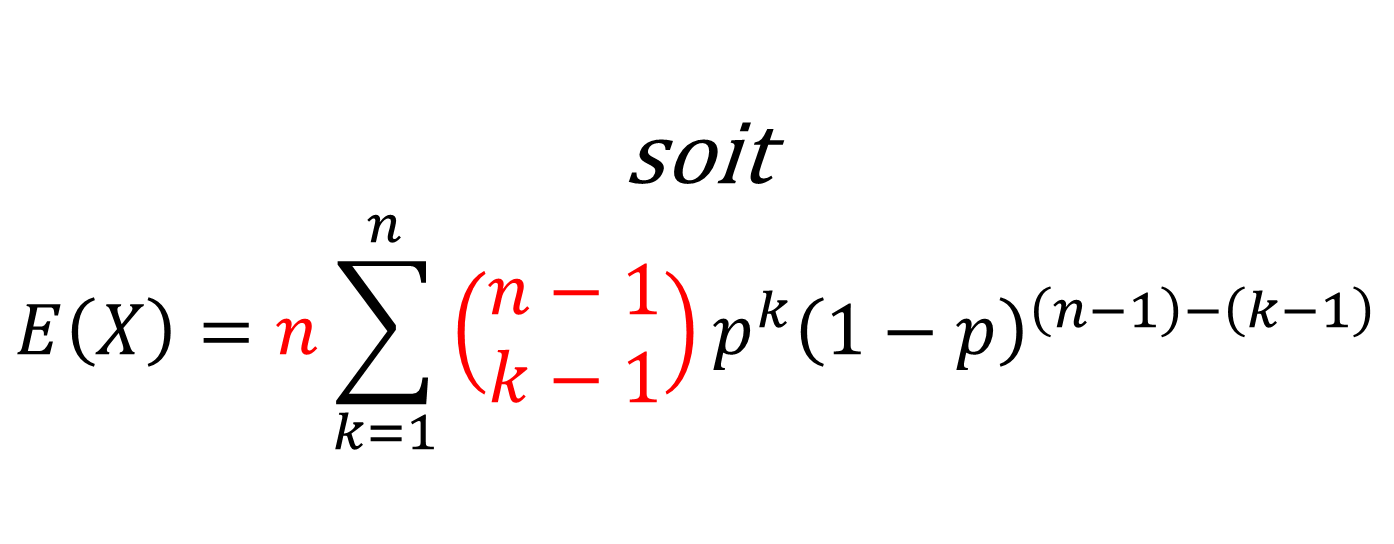 soit
E(X) = n ∑_{k=1}^{n} \binom{n-1}{k-1} p^k (1 − p)^{(n−1)−(k−1)}